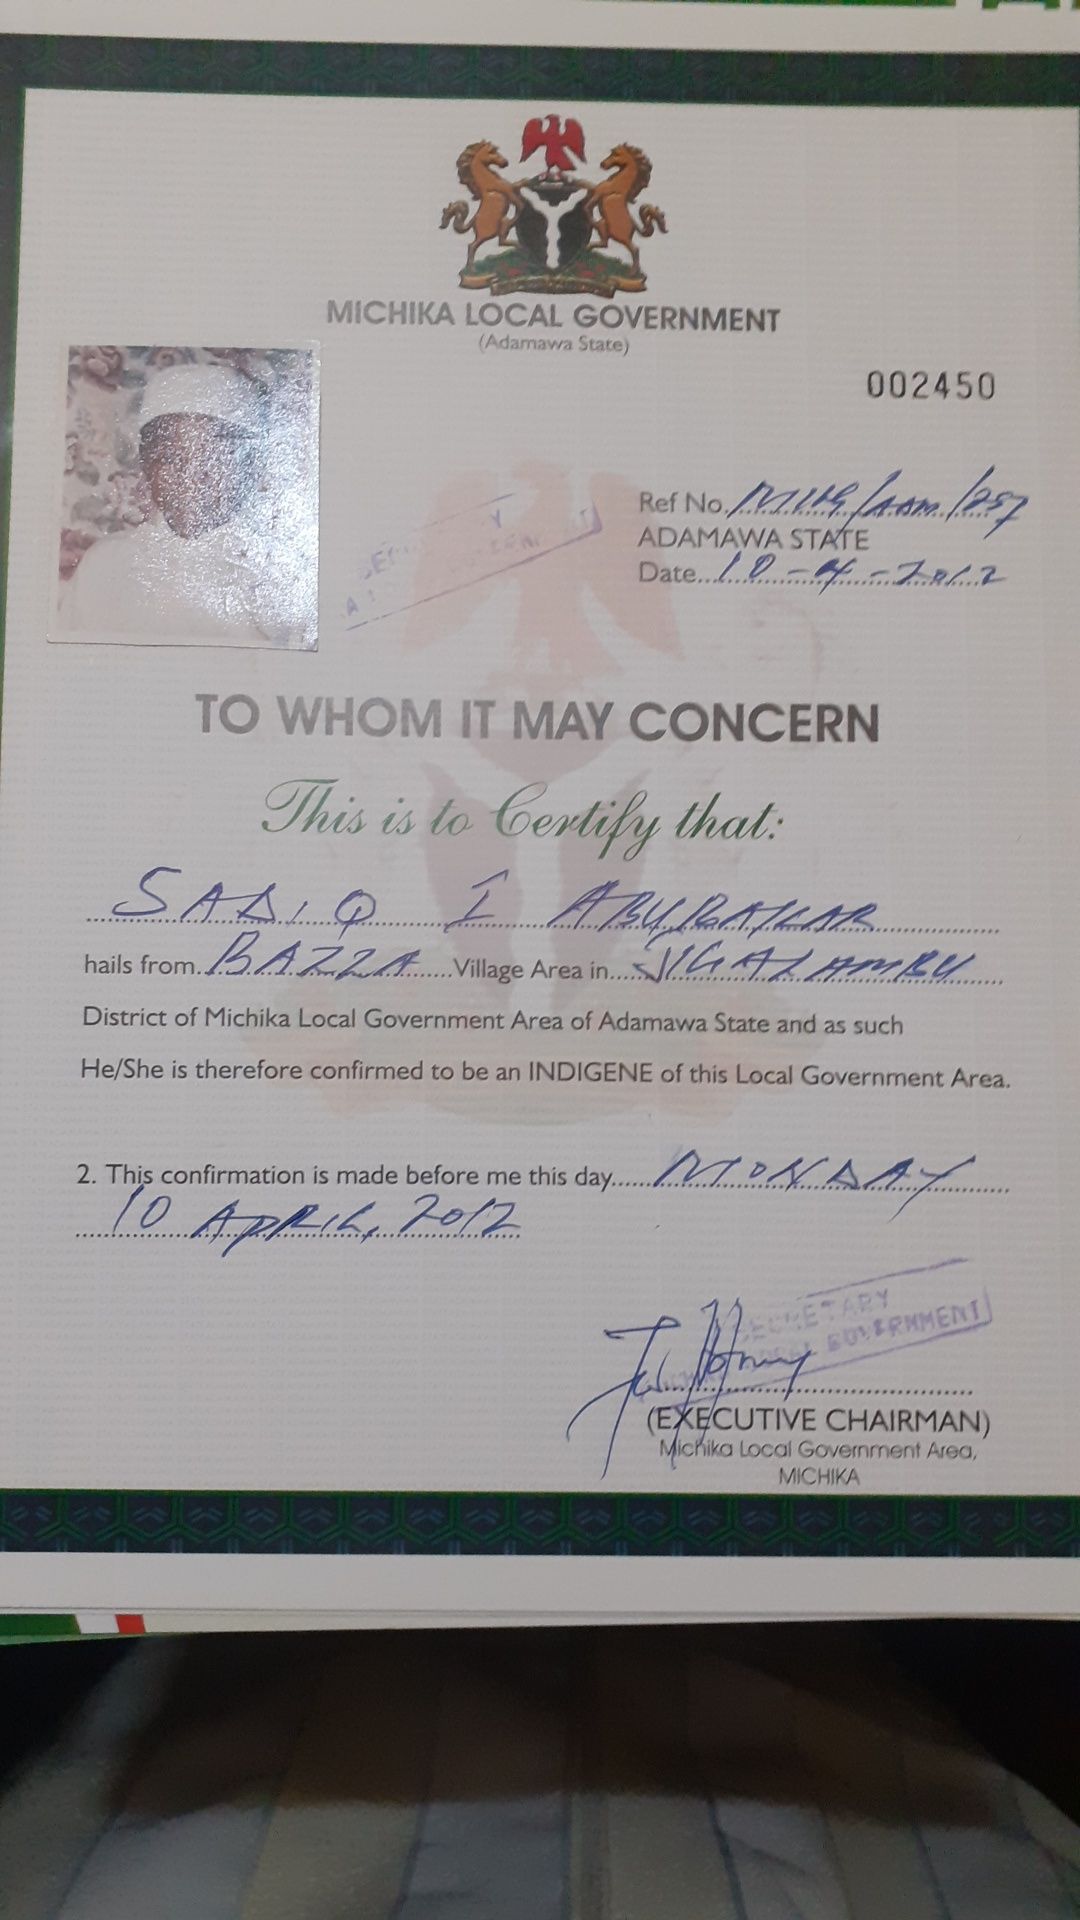 MICHIKA LOCAL GOVERNMENT
(Adamawa State)
002450
Ref No.
ADAMAWA STATE
Date...10-4-2012
TO WHOM IT MAY CONCERN
This is to Certify that:
SADIQ I ABUBAKAR
hails from BAZZA Village Area in
District of Michika Local Government Area of Adamawa State and as such
He/She is therefore confirmed to be an INDIGENE of this Local Government Area.
2. This confirmation is made before me this day MONDAY
10 APRIL, 2012
SECRETARY
LOCAL GOVERNMENT
(EXECUTIVE CHAIRMAN)
Michika Local Government Area,
MICHIKA